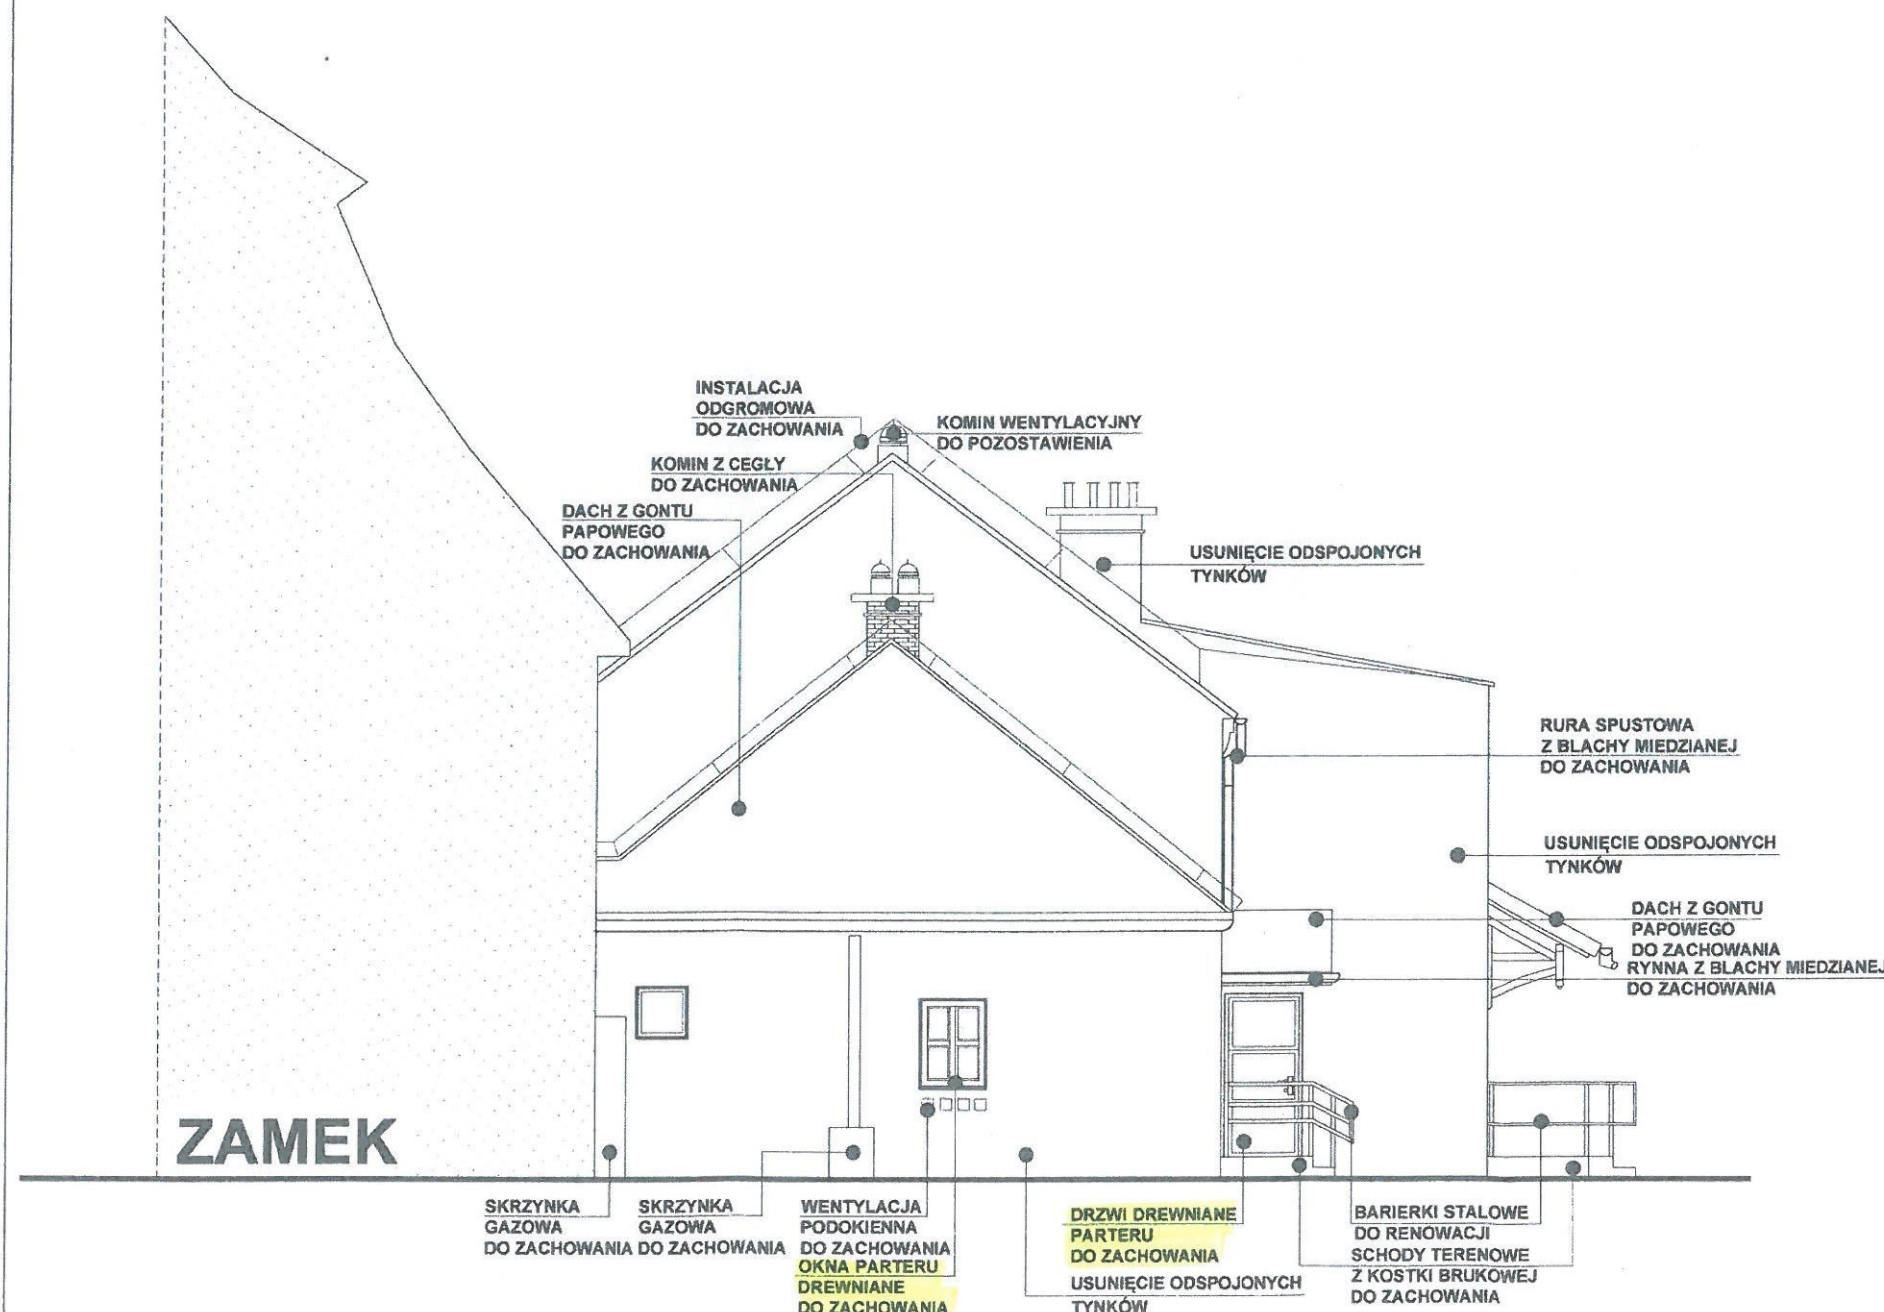 INSTALACJA
ODGROMOWA
DO ZACHOWANIA
KOMIN WENTYLACYJNY
DO POZOSTAWIENIA
KOMIN Z CEGŁY
DO ZACHOWANIA
DACH Z GONTU
PAPOWEGO
DO ZACHOWANIA
USUNIĘCIE ODSPOJONYCH
TYNKÓW
RURA SPUSTOWA
Z BLACHY MIEDZIANEJ
DO ZACHOWANIA
USUNIĘCIE ODSPOJONYCH
TYNKÓW
DACH Z GONTU
PAPOWEGO
DO ZACHOWANIA
RYNNA Z BLACHY MIEDZIANEJ
DO ZACHOWANIA
ZAMEK
SKRZYNKA
GAZOWA
DO ZACHOWANIA
SKRZYNKA
GAZOWA
DO ZACHOWANIA
WENTYLACJA
PODOKIENNA
DO ZACHOWANIA
OKNA PARTERU
DREWNIANE
DO ZACHOWANIA
USUNIĘCIE ODSPOJONYCH
TYNKÓW
DRZWI DREWNIANE
PARTERU
DO ZACHOWANIA
BARIERKI STALOWE
DO RENOWACJI
SCHODY TERENOWE
Z KOSTKI BRUKOWEJ
DO ZACHOWANIA